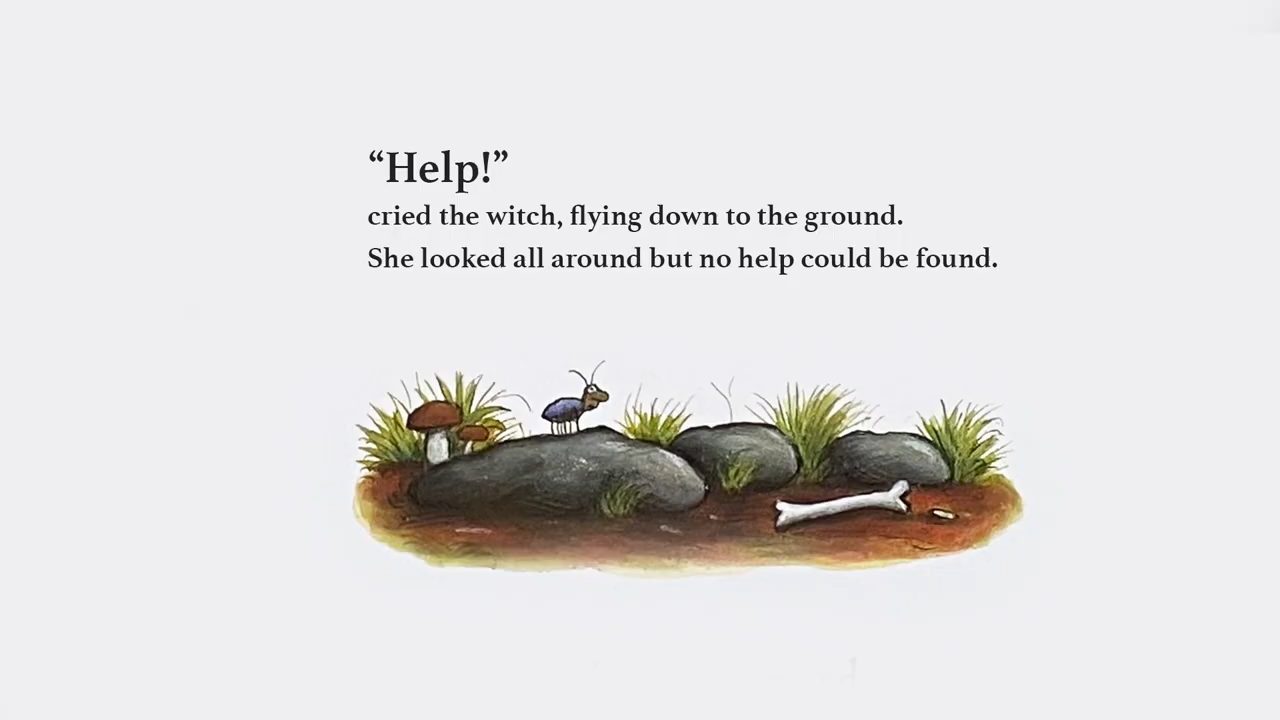 “Help!”
cried the witch, flying down to the ground.
She looked all around but no help could be found.